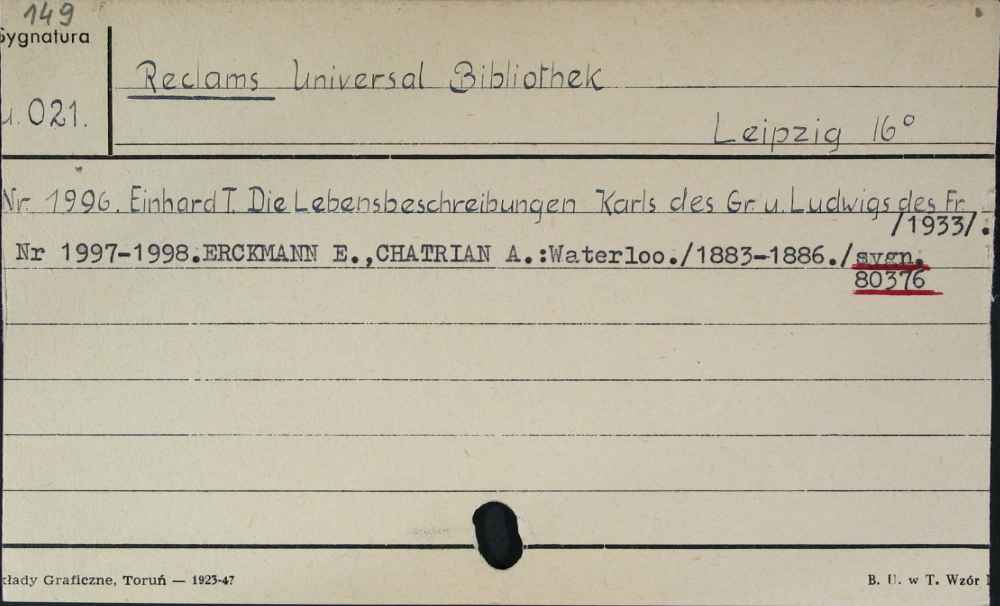 149
Sygnatura
Reclams Universal Bibliothek
u. 021.
Leipzig 16°
Nr. 1996. Einhard T. Die Lebensbeschreibungen Karls des Gr. u. Ludwigs des Fr.
/1933/.
Nr 1997-1998.ERCKMANN E.,CHATRIAN A.:Waterloo./1883-1886./sygn.
80376
kłady Graficzne, Toruń — 1923-47
B. U. w T. Wzór